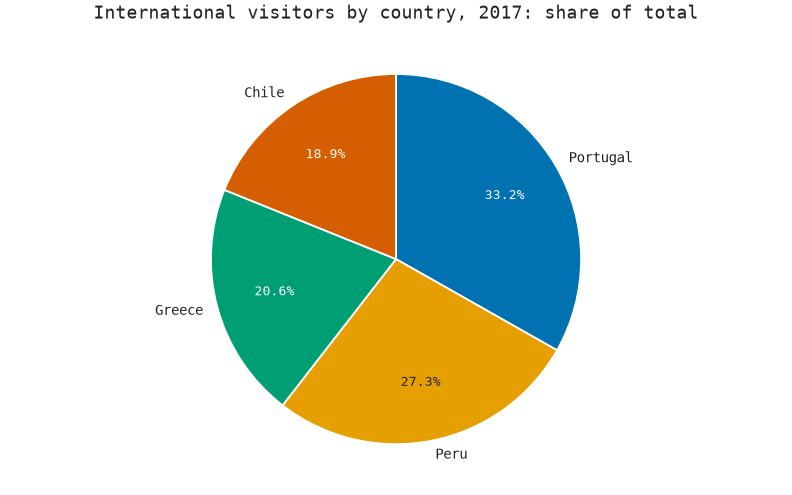 International visitors by country, 2017: share of total
Chile
18.9%
Portugal
33.2%
Greece
20.6%
Peru
27.3%